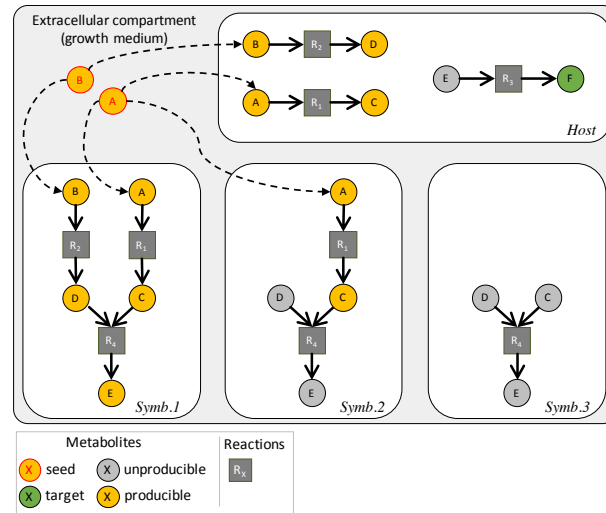 Extracellular compartment
(growth medium)
B
R2
D
B
E
R3
F
A
A
R1
C
Host
B
A
A
R2
R1
R1
D
C
D
C
D
C
R4
R4
R4
E
Symb.1
E
Symb.2
E
Symb.3
Metabolites
Reactions
X seed
X unproducible
RX
X target
X producible